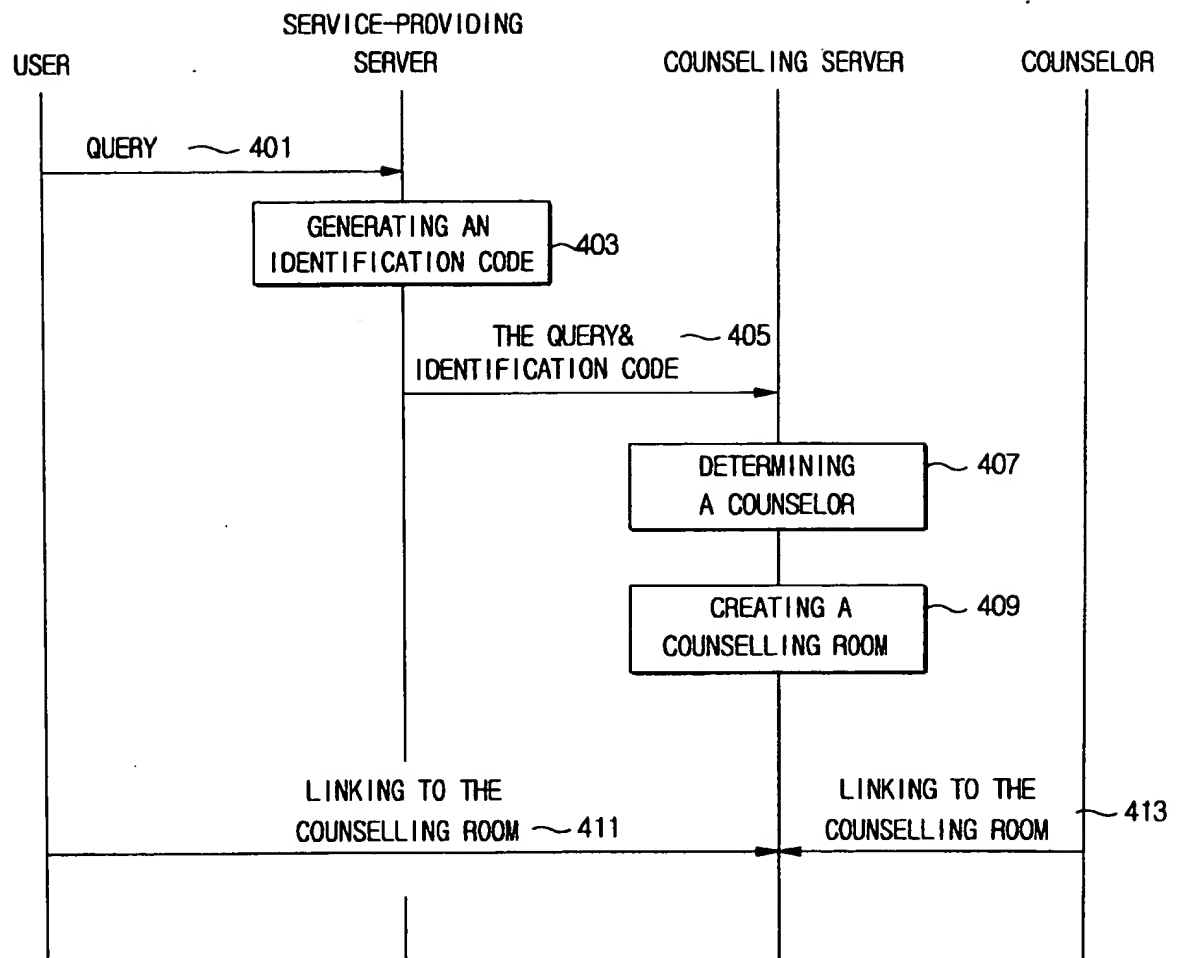 SERVICE-PROVIDING
USER SERVER COUNSELING SERVER COUNSELOR
QUERY 401
GENERATING AN
IDENTIFICATION CODE
403
THE QUERY& 405
IDENTIFICATION CODE
DETERMINING
A COUNSELOR
407
CREATING A
COUNSELLING ROOM
409
LINKING TO THE
COUNSELLING ROOM 411
LINKING TO THE
COUNSELLING ROOM
413